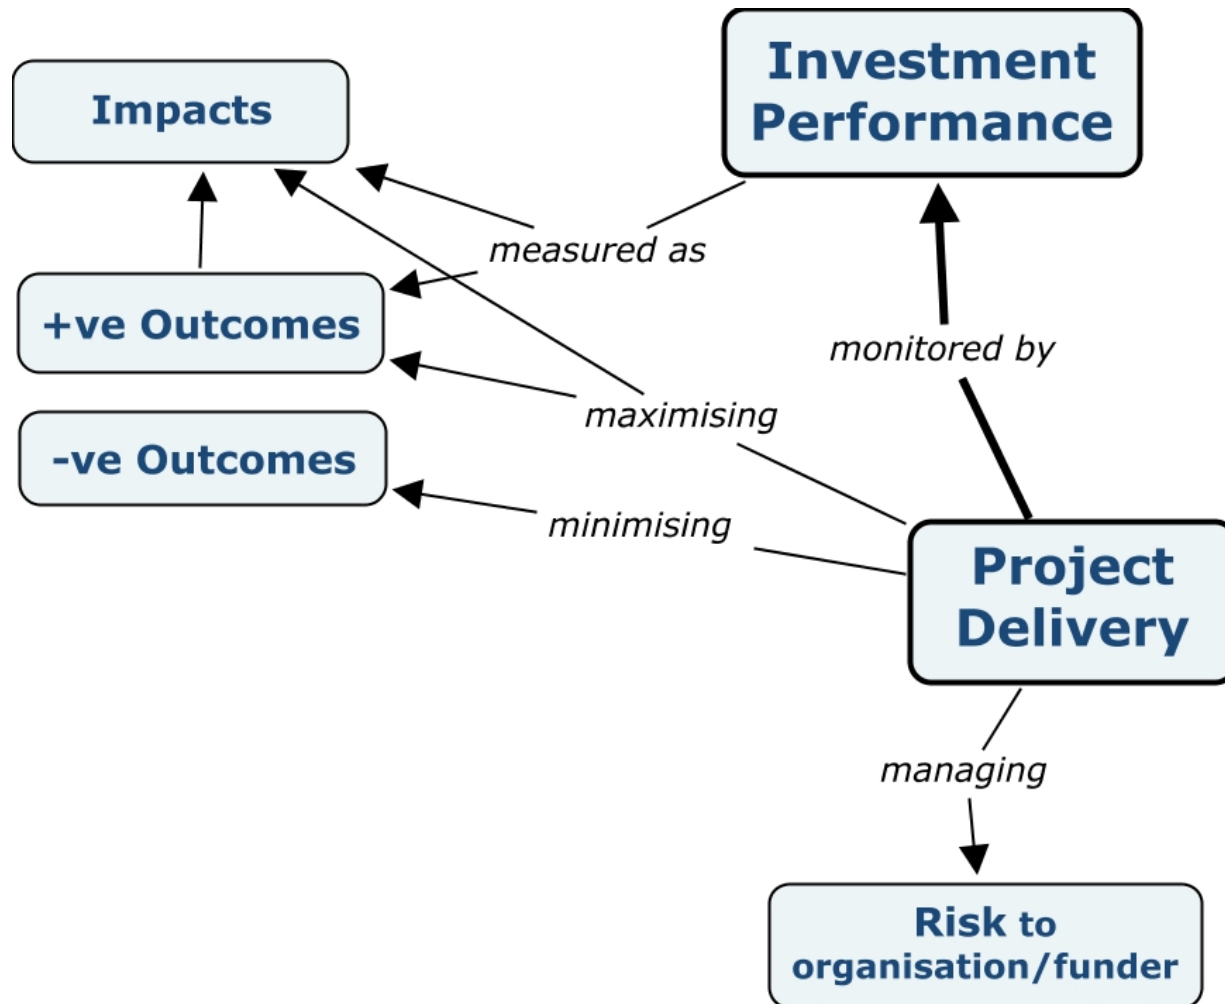 Investment
Performance
Impacts
measured as
+ve Outcomes
monitored by
maximising
-ve Outcomes
minimising
Project
Delivery
managing
Risk to
organisation/funder